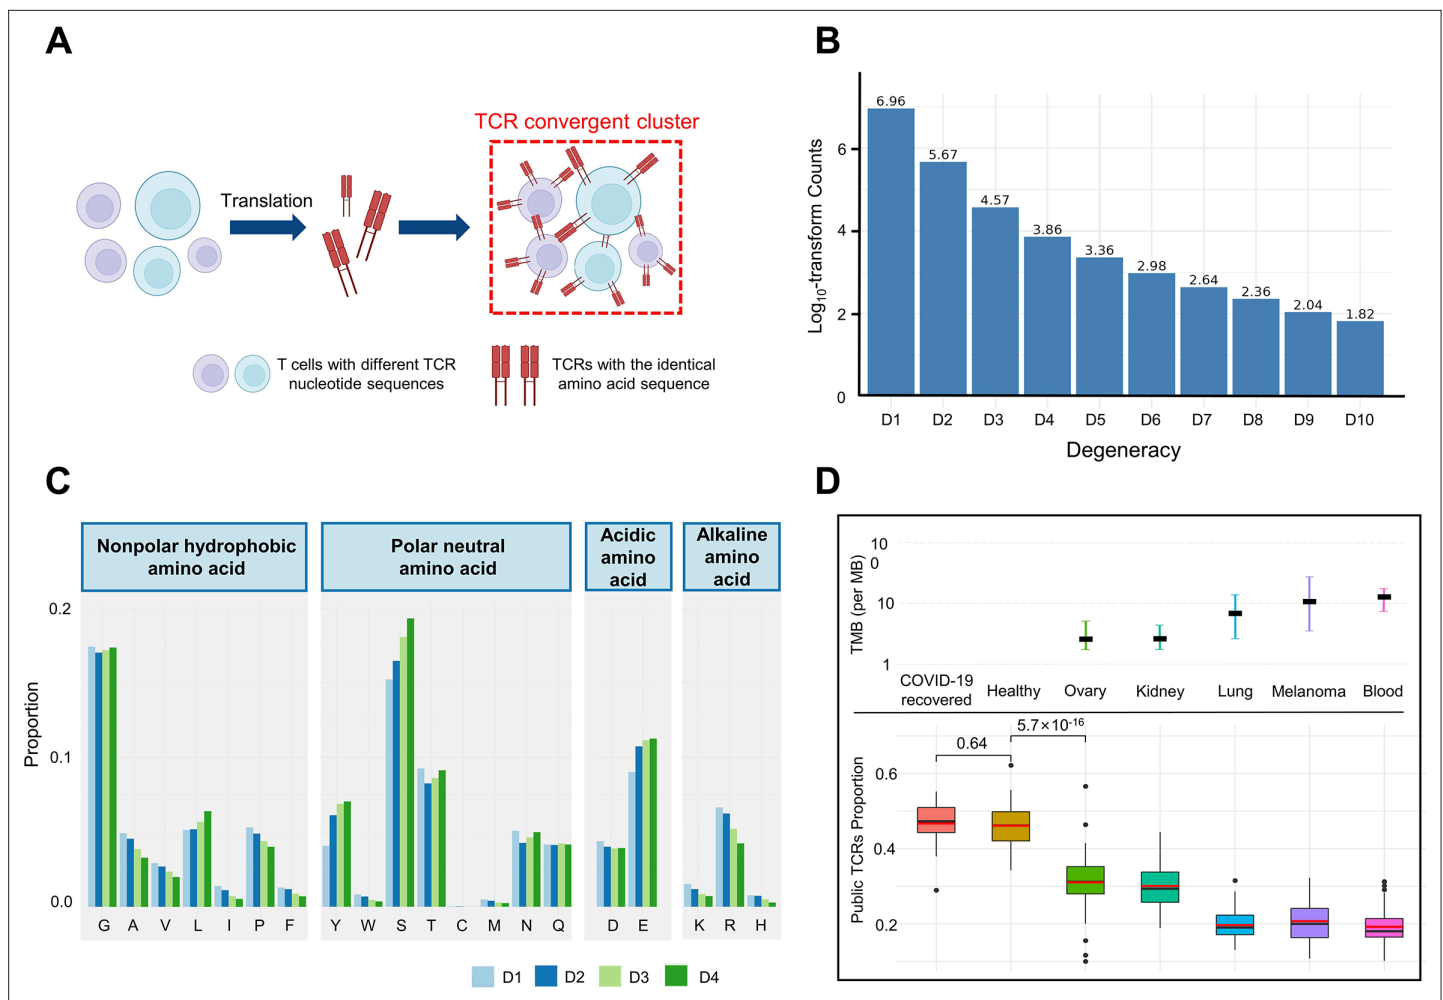 A
TCR convergent cluster
Translation
T cells with different TCR
nucleotide sequences
TCRs with the identical
amino acid sequence
B
Log10-transform Counts
6
4
2
0
6.96
5.67
4.57
3.86
3.36
2.98
2.64
2.36
2.04
1.82
D1 D2 D3 D4 D5 D6 D7 D8 D9 D10
Degeneracy
C
Nonpolar hydrophobic
amino acid
Polar neutral
amino acid
Acidic
amino
acid
Alkaline
amino
acid
Proportion
0.2
0.1
0.0
G A V L I P F
Y W S T C M N Q
D E
K R H
D1 D2 D3 D4
D
TMB (per MB)
10
0
10
1
COVID-19
recovered
Healthy Ovary Kidney Lung Melanoma Blood
Public TCRs Proportion
0.6
0.4
0.2
0.64
5.7×10-16